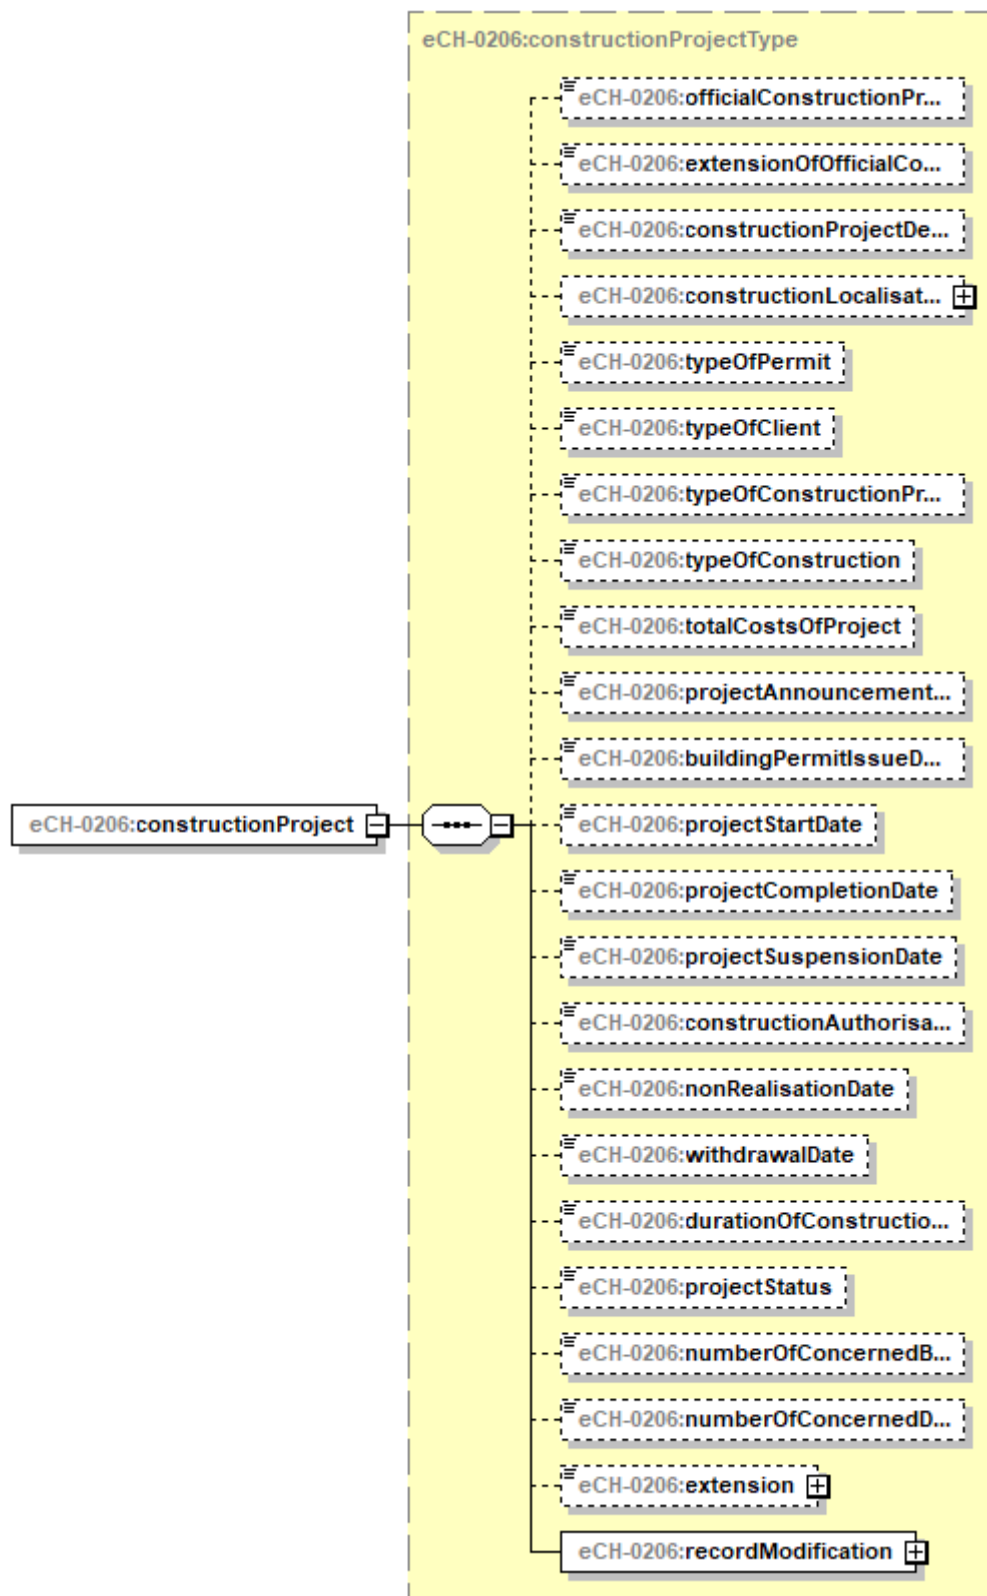 eCH-0206:constructionProjectType
eCH-0206:officialConstructionPr...
eCH-0206:extensionOfOfficialCo...
eCH-0206:constructionProjectDe...
eCH-0206:constructionLocalisat...
eCH-0206:typeOfPermit
eCH-0206:typeOfClient
eCH-0206:typeOfConstructionPr...
eCH-0206:typeOfConstruction
eCH-0206:totalCostsOfProject
eCH-0206:projectAnnouncement...
eCH-0206:buildingPermitIssueD...
eCH-0206:constructionProject
eCH-0206:projectStartDate
eCH-0206:projectCompletionDate
eCH-0206:projectSuspensionDate
eCH-0206:constructionAuthorisa...
eCH-0206:nonRealisationDate
eCH-0206:withdrawalDate
eCH-0206:durationOfConstructio...
eCH-0206:projectStatus
eCH-0206:numberOfConcernedB...
eCH-0206:numberOfConcernedD...
eCH-0206:extension
eCH-0206:recordModification